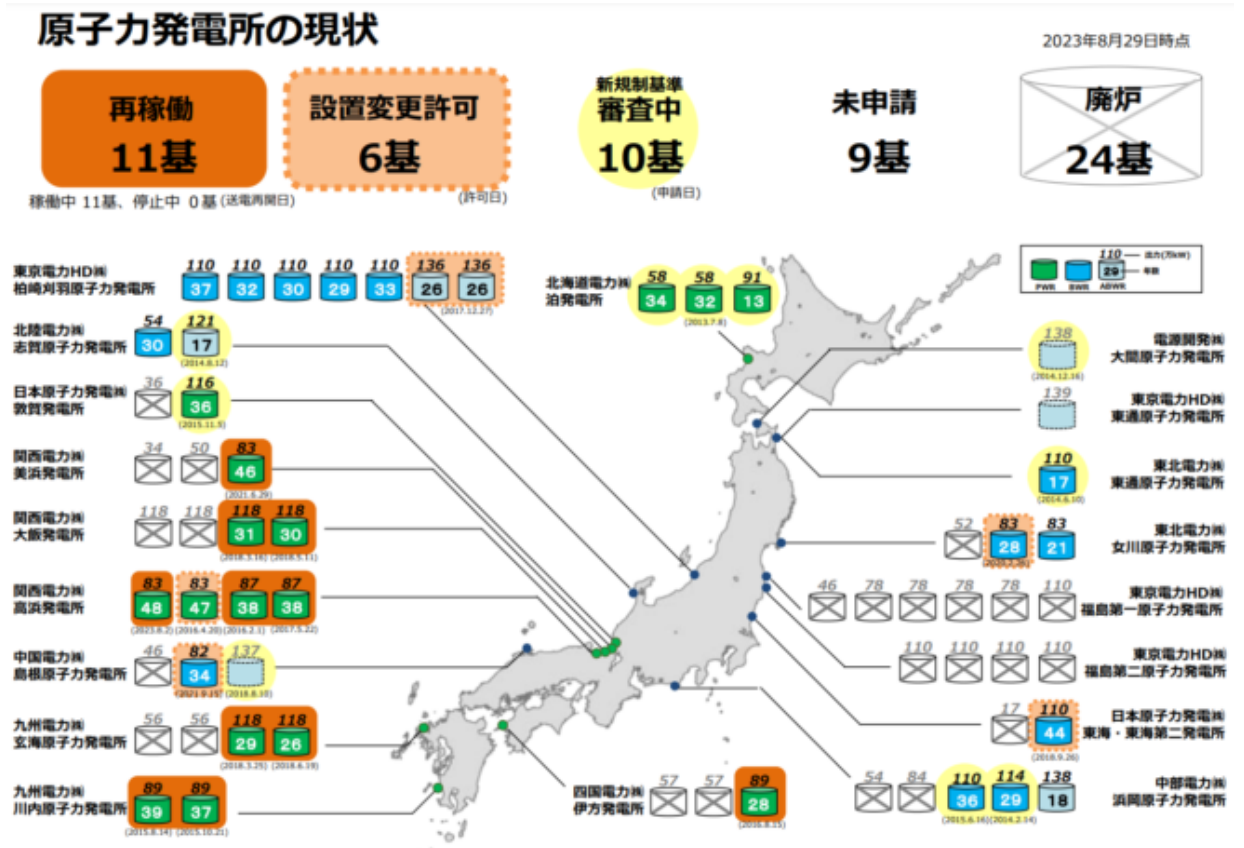 原子力発電所の現状
2023年8月29日時点
再稼働
11基
稼働中 11基、停止中 0基(送電再開日)
設置変更許可
6基
(許可日)
新規制基準
審査中
10基
(申請日)
未申請
9基
廃炉
24基
110 出力(万kW)
29 年数
PWR BWR ABWR
東京電力HD㈱
柏崎刈羽原子力発電所
110 110 110 110 110 136 136
37 32 30 29 33 26 26
(2017.12.27)
北陸電力㈱
志賀原子力発電所
54 121
30 17
(2014.8.12)
日本原子力発電㈱
敦賀発電所
36 116
36
(2015.11.5)
関西電力㈱
美浜発電所
34 50 83
46
(2021.6.29)
関西電力㈱
大飯発電所
118 118 118 118
31 30
(2018.3.16) (2018.5.11)
関西電力㈱
高浜発電所
83 83 87 87
48 47 38 38
(2023.8.2) (2016.4.20) (2016.2.1) (2017.5.22)
中国電力㈱
島根原子力発電所
46 82 137
34
(2021.9.15) (2018.8.10)
九州電力㈱
玄海原子力発電所
56 56 118 118
29 26
(2018.3.25) (2018.6.19)
九州電力㈱
川内原子力発電所
89 89
39 37
(2015.8.14) (2015.10.21)
北海道電力㈱
泊発電所
58 58 91
34 32 13
(2013.7.8)
138
電源開発㈱
大間原子力発電所
(2014.12.16)
139
東京電力HD㈱
東通原子力発電所
110
17
東北電力㈱
東通原子力発電所
(2014.6.10)
52 83 83
28 21
東北電力㈱
女川原子力発電所
(2020.2.26)
46 78 78 78 78 110
東京電力HD㈱
福島第一原子力発電所
110 110 110 110
東京電力HD㈱
福島第二原子力発電所
17 110
44
日本原子力発電㈱
東海・東海第二発電所
(2018.9.26)
四国電力㈱
伊方発電所
57 57 89
28
(2016.8.15)
54 84 110 114 138
36 29 18
中部電力㈱
浜岡原子力発電所
(2015.6.16) (2014.2.14)